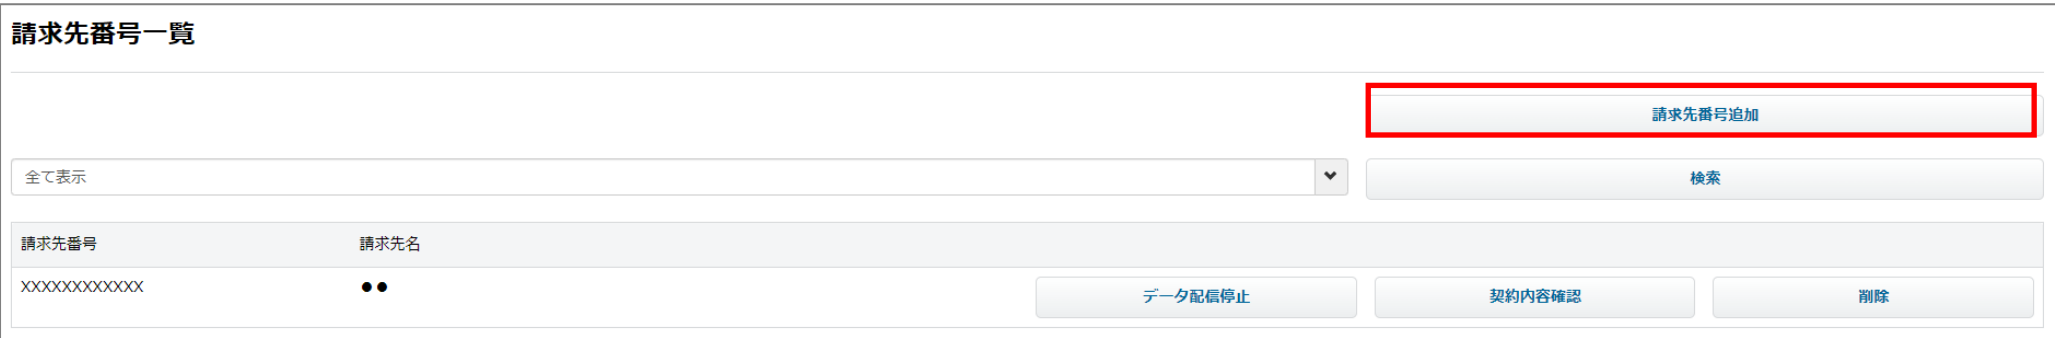 請求先番号一覧
請求先番号追加
全て表示
検索
請求先番号 請求先名
XXXXXXXXXXXX ●● データ配信停止 契約内容確認 削除